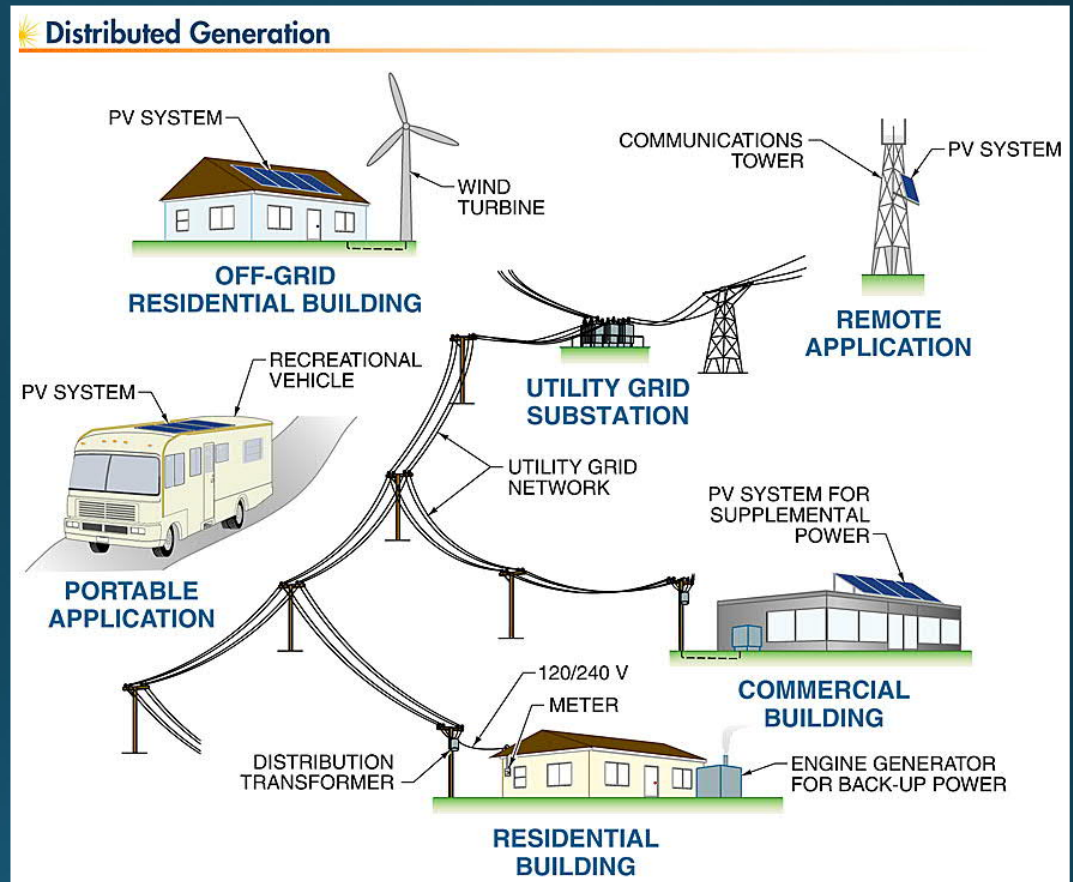 Distributed Generation
PV SYSTEM
WIND
TURBINE
OFF-GRID
RESIDENTIAL BUILDING
COMMUNICATIONS
TOWER
PV SYSTEM
REMOTE
APPLICATION
UTILITY GRID
SUBSTATION
PV SYSTEM
RECREATIONAL
VEHICLE
PORTABLE
APPLICATION
UTILITY GRID
NETWORK
PV SYSTEM FOR
SUPPLEMENTAL
POWER
COMMERCIAL
BUILDING
120/240 V
METER
DISTRIBUTION
TRANSFORMER
ENGINE GENERATOR
FOR BACK-UP POWER
RESIDENTIAL
BUILDING